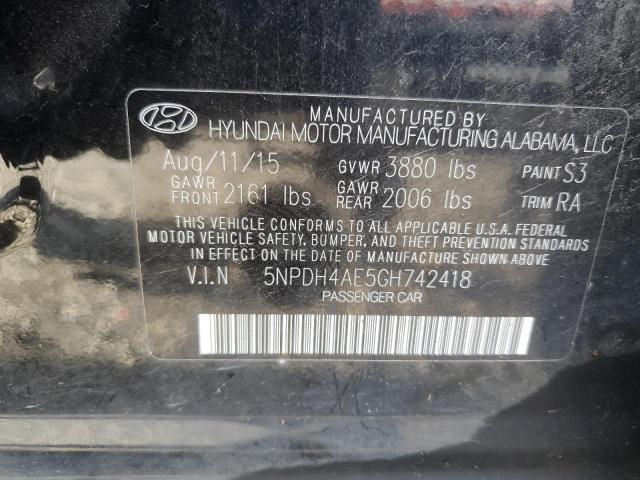 MANUFACTURED BY
HYUNDAI MOTOR MANUFACTURING ALABAMA, LLC
Aug/11/15 GVWR 3880 lbs PAINT S3
GAWR FRONT 2161 lbs GAWR REAR 2006 lbs TRIM RA
THIS VEHICLE CONFORMS TO ALL APPLICABLE U.S.A. FEDERAL
MOTOR VEHICLE SAFETY, BUMPER, AND THEFT PREVENTION STANDARDS
IN EFFECT ON THE DATE OF MANUFACTURE SHOWN ABOVE.
V.I.N 5NPDH4AE5GH742418
PASSENGER CAR